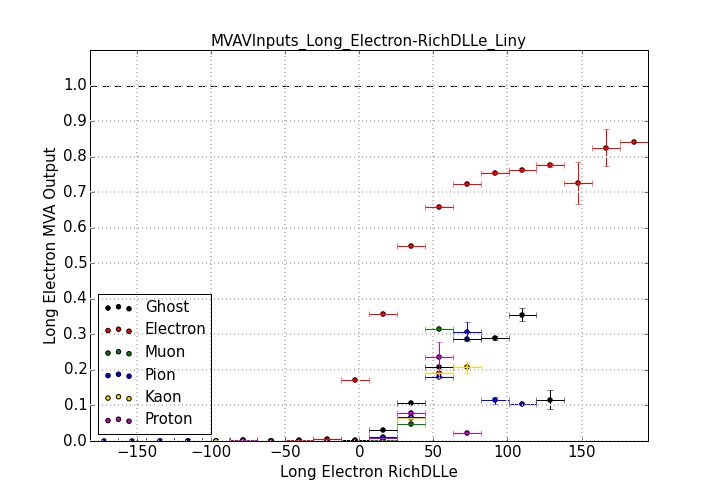 MVAVInputs_Long_Electron-RichDLLe_Liny
Long Electron MVA Output
1.0
0.9
0.8
0.7
0.6
0.5
0.4
0.3
0.2
0.1
0.0
Ghost
Electron
Muon
Pion
Kaon
Proton
−150 −100 −50 0 50 100 150
Long Electron RichDLLe